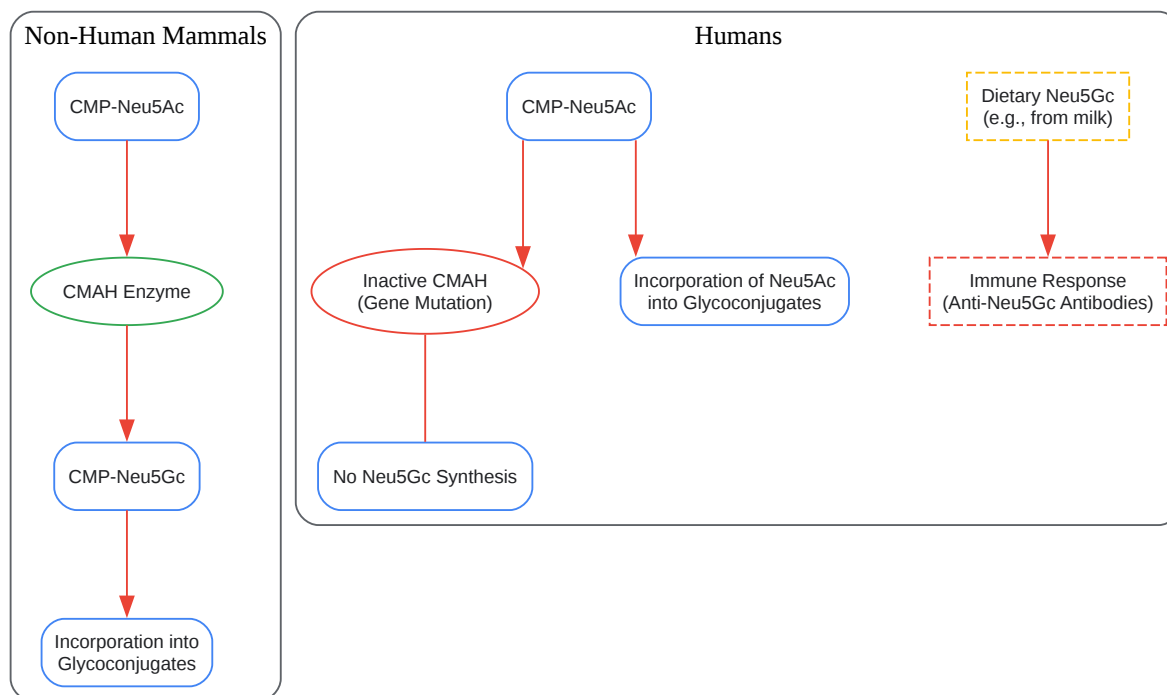 Non-Human Mammals
CMP-Neu5Ac
CMAH Enzyme
CMP-Neu5Gc
Incorporation into
Glycoconjugates
Humans
CMP-Neu5Ac
Inactive CMAH
(Gene Mutation)
No Neu5Gc Synthesis
Incorporation of Neu5Ac
into Glycoconjugates
Dietary Neu5Gc
(e.g., from milk)
Immune Response
(Anti-Neu5Gc Antibodies)